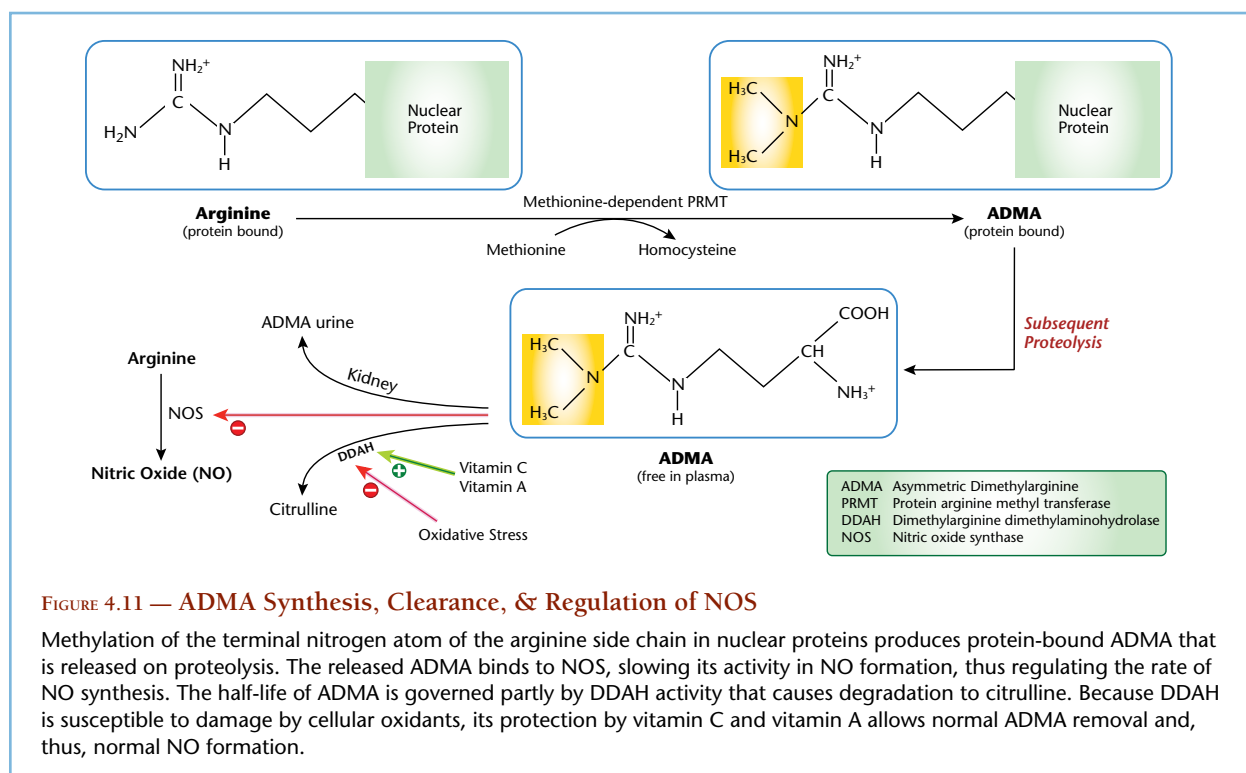 NH₂⁺
C
H₂N
N
H
Nuclear
Protein
NH₂⁺
H₃C
C
N
H₃C
N
H
Nuclear
Protein
Arginine
(protein bound)
Methionine-dependent PRMT
Methionine
Homocysteine
ADMA
(protein bound)
Subsequent
Proteolysis
NH₂⁺
COOH
H₃C
C
CH
N
N
NH₃⁺
H₃C
H
ADMA
(free in plasma)
ADMA urine
Kidney
Arginine
NOS
Nitric Oxide (NO)
DDAH
Vitamin C
Vitamin A
Citrulline
Oxidative Stress
ADMA Asymmetric Dimethylarginine
PRMT Protein arginine methyl transferase
DDAH Dimethylarginine dimethylaminohydrolase
NOS Nitric oxide synthase
FIGURE 4.11 — ADMA Synthesis, Clearance, & Regulation of NOS
Methylation of the terminal nitrogen atom of the arginine side chain in nuclear proteins produces protein-bound ADMA that
is released on proteolysis. The released ADMA binds to NOS, slowing its activity in NO formation, thus regulating the rate of
NO synthesis. The half-life of ADMA is governed partly by DDAH activity that causes degradation to citrulline. Because DDAH
is susceptible to damage by cellular oxidants, its protection by vitamin C and vitamin A allows normal ADMA removal and,
thus, normal NO formation.